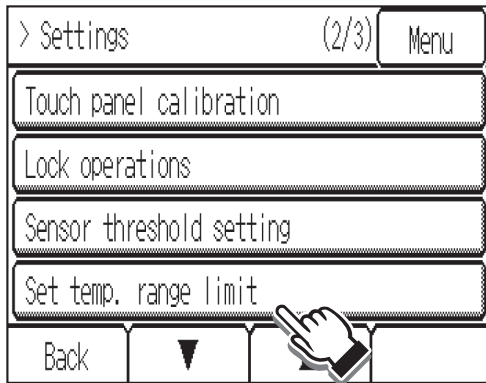 > Settings (2/3) Menu
Touch panel calibration
Lock operations
Sensor threshold setting
Set temp. range limit
Back ▼ ▲